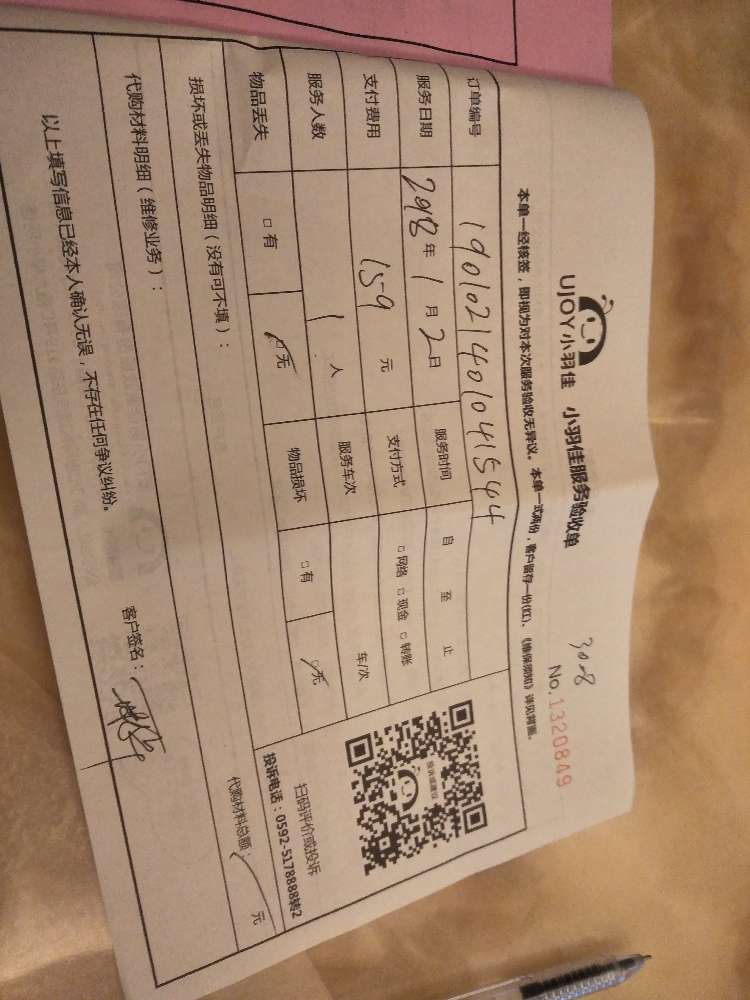 3028
UJOY小羽佳 小羽佳服务验收单
No.1320849
本单一经核签，即视为对本次服务验收无异议。本单一式两份，客户留存一份(红)，《维保须知》详见背面。
订单编号 1901021401041544
服务日期 2918年1月2日 服务时间 自 至 止
支付费用 159 元 支付方式 □网络 □现金 □转账
服务人数 1 人 服务车次 车/次
物品丢失 □有 □无 物品损坏 □有 □无
投诉或建议
扫码评价或投诉
投诉电话：0592-5178888转2
损坏或丢失物品明细（没有可不填）：
代购材料明细（维修业务）：
代购材料总额： 元
以上填写信息已经本人确认无误，不存在任何争议纠纷。
客户签名：